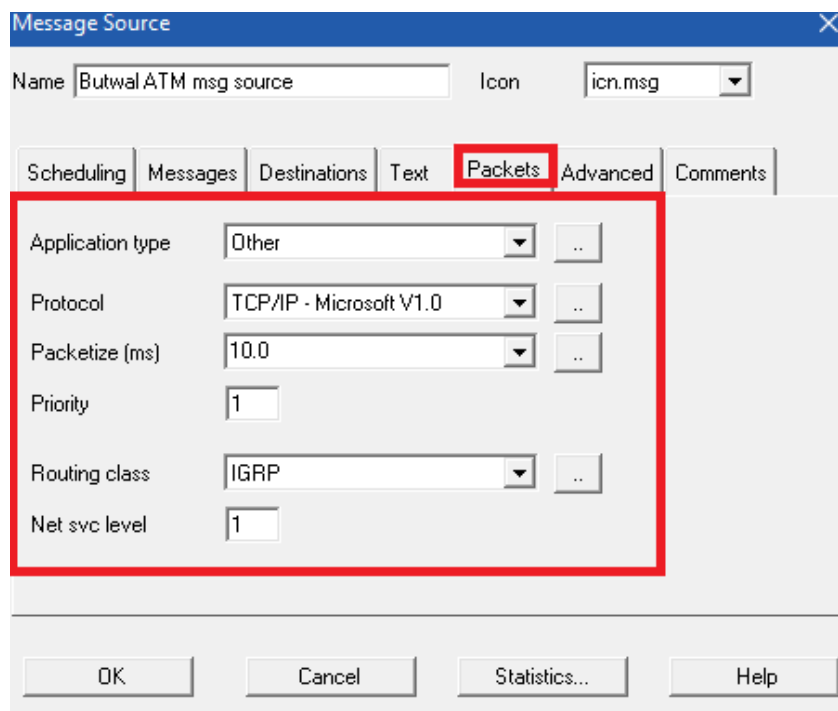 Message Source
Name Butwal ATM msg source Icon icn.msg
Scheduling Messages Destinations Text Packets Advanced Comments
Application type Other ..
Protocol TCP/IP - Microsoft V1.0 ..
Packetize (ms) 10.0 ..
Priority 1
Routing class IGRP ..
Net svc level 1
OK Cancel Statistics... Help